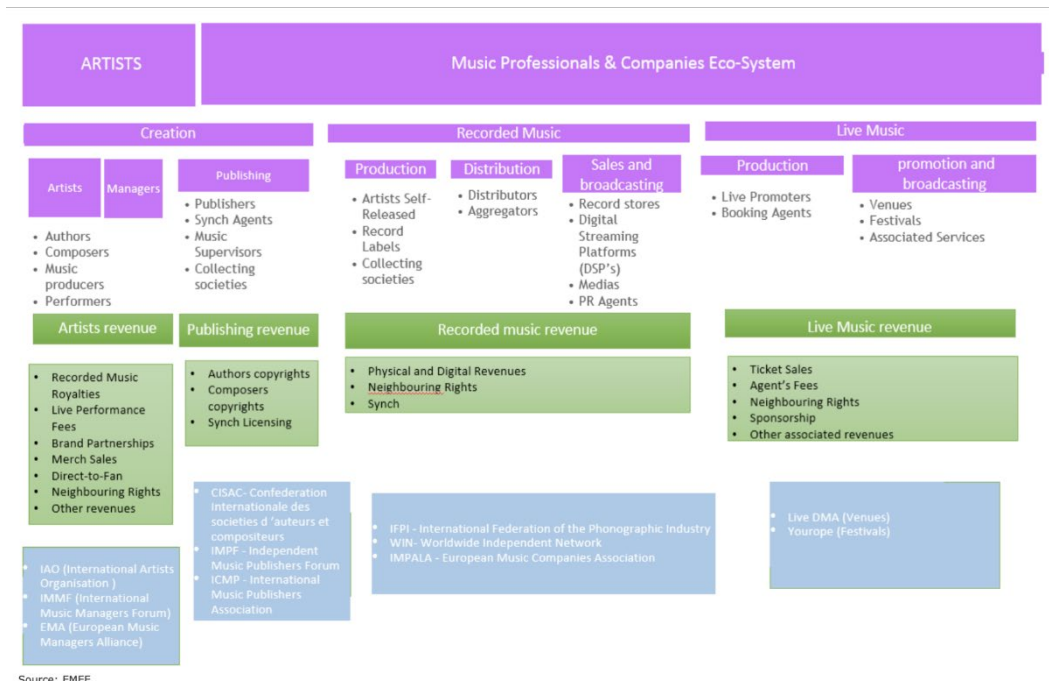 ARTISTS
Music Professionals & Companies Eco-System
Creation
Recorded Music
Live Music
Artists
Managers
Publishing
Production
Distribution
Sales and
broadcasting
Production
promotion and
broadcasting
• Authors
• Composers
• Music
producers
• Performers
• Publishers
• Synch Agents
• Music
Supervisors
• Collecting
societies
• Artists Self-
Released
• Record
Labels
• Collecting
societies
• Distributors
• Aggregators
• Record stores
• Digital
Streaming
Platforms
(DSP's)
• Medias
• PR Agents
• Live Promoters
• Booking Agents
• Venues
• Festivals
• Associated Services
Artists revenue
Publishing revenue
Recorded music revenue
Live Music revenue
• Recorded Music
Royalties
• Live Performance
Fees
• Brand Partnerships
• Merch Sales
• Direct-to-Fan
• Neighbouring Rights
• Other revenues
• Authors copyrights
• Composers
copyrights
• Synch Licensing
• Physical and Digital Revenues
• Neighbouring Rights
• Synch
• Ticket Sales
• Agent's Fees
• Neighbouring Rights
• Sponsorship
• Other associated revenues
• IAO (International Artists
Organisation )
• IMMF (International
Music Managers Forum)
• EMA (European Music
Managers Alliance)
• CISAC- Confederation
Internationale des
societies d 'auteurs et
compositeurs
• IMPF - Independent
Music Publishers Forum
• ICMP - International
Music Publishers
Association
• IFPI - International Federation of the Phonographic Industry
• WIN- Worldwide Independent Network
• IMPALA - European Music Companies Association
• Live DMA (Venues)
• Yourope (Festivals)
Source: EMEE